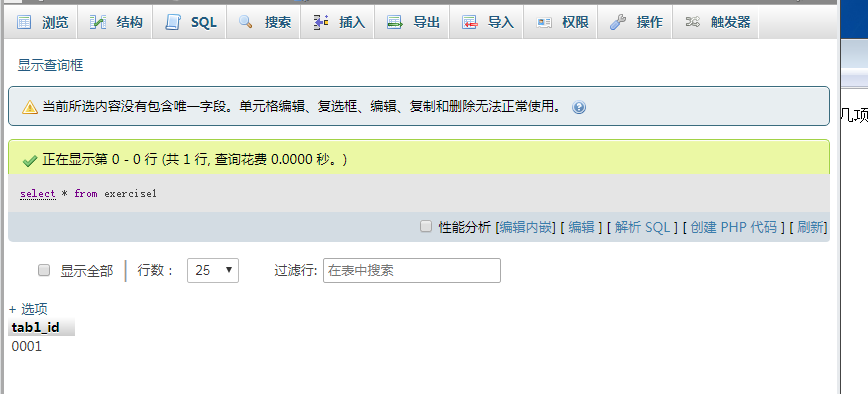 浏览 结构 SQL 搜索 插入 导出 导入 权限 操作 触发器
显示查询框
几项
当前所选内容没有包含唯一字段。单元格编辑、复选框、编辑、复制和删除无法正常使用。
正在显示第 0 - 0 行 (共 1 行, 查询花费 0.0000 秒。)
select * from exercise1
性能分析 [编辑内嵌] [ 编辑 ] [ 解析 SQL ] [ 创建 PHP 代码 ] [ 刷新]
显示全部 行数： 25 过滤行: 在表中搜索
+ 选项
tab1_id
0001